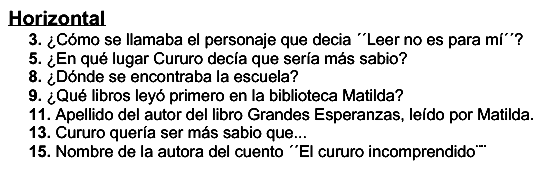 Horizontal
3. ¿Cómo se llamaba el personaje que decia ´´Leer no es para mí´´?
5. ¿En qué lugar Cururo decía que sería más sabio?
8. ¿Dónde se encontraba la escuela?
9. ¿Qué libros leyó primero en la biblioteca Matilda?
11. Apellido del autor del libro Grandes Esperanzas, leído por Matilda.
13. Cururo quería ser más sabio que...
15. Nombre de la autora del cuento ´´El cururo incomprendido¨¨